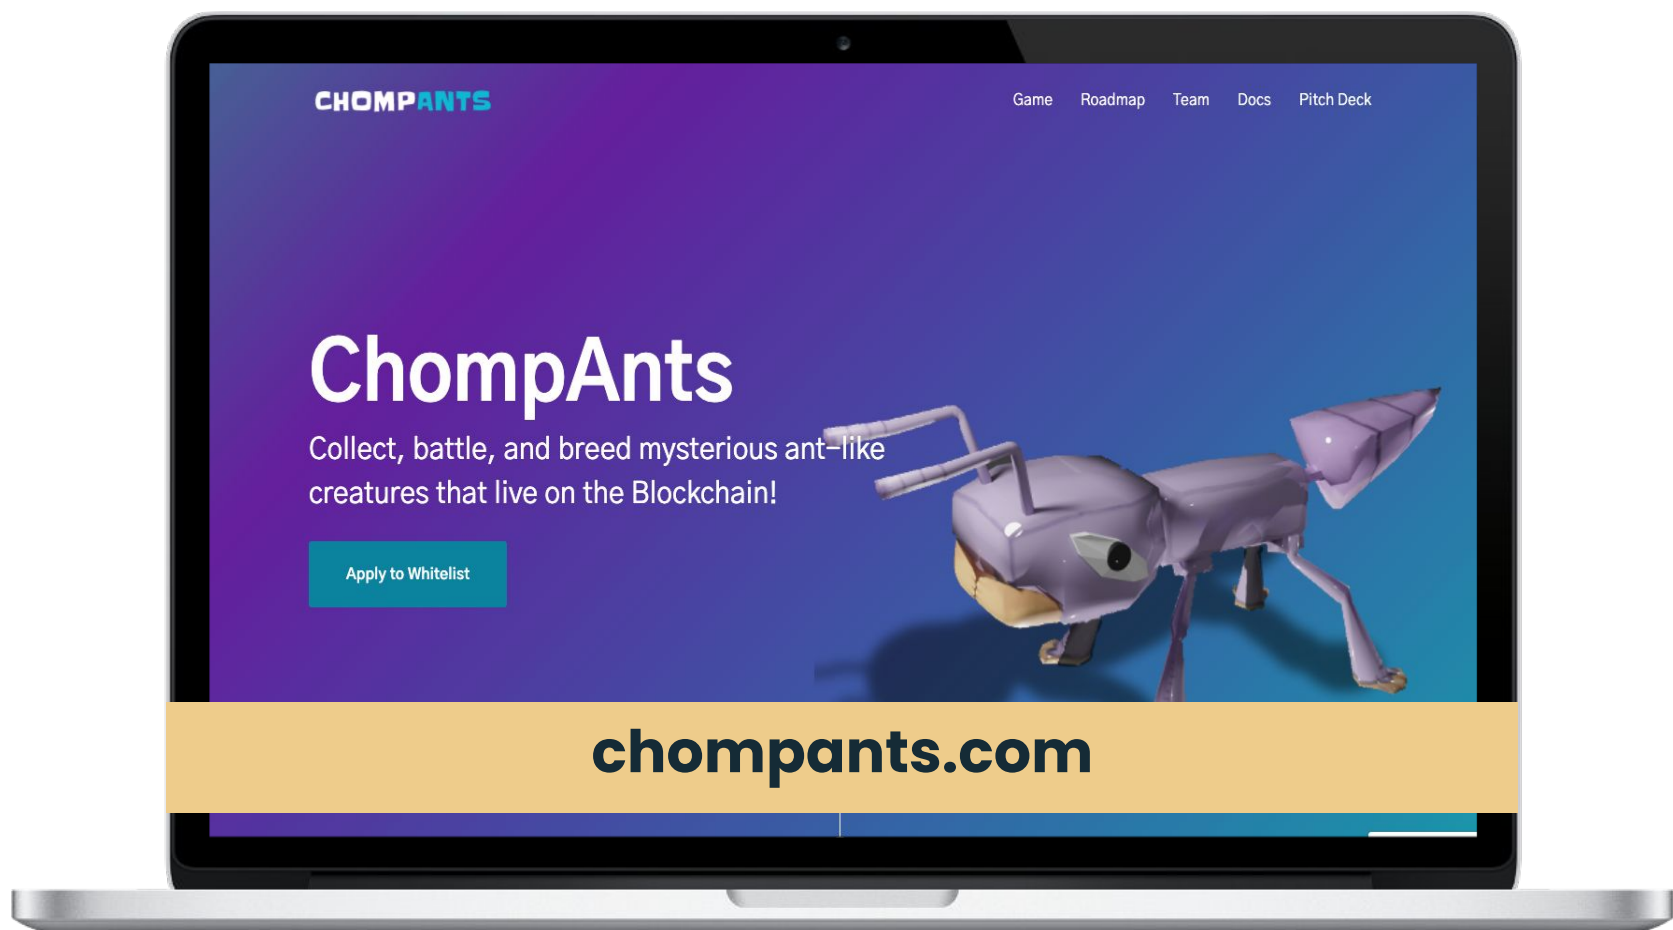 CHOMPANTS
Game Roadmap Team Docs Pitch Deck
ChompAnts
Collect, battle, and breed mysterious ant-like
creatures that live on the Blockchain!
Apply to Whitelist
chompants.com